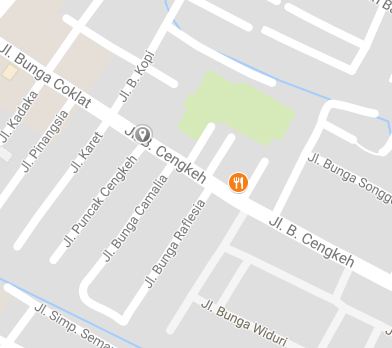 Jl. Bunga Coklat
Jl. B. Kopi
Jl. Kadaka
Jl. Pinangsia
Jl. Karet
Jl. B. Cengkeh
Jl. Puncak Cengkeh
Jl. Bunga Camalia
Jl. Bunga Raflesia
Jl. Bunga Songg
Jl. B. Cengkeh
Jl. Bunga Widuri
Jl. Simp. Sema